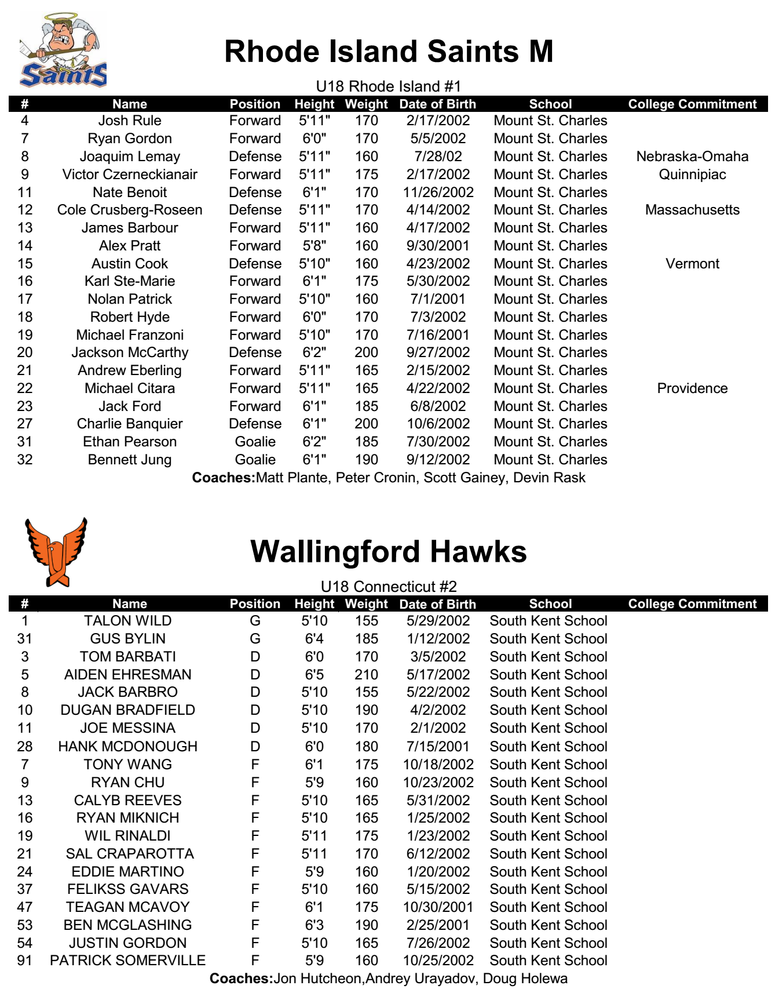 Saints
Rhode Island Saints M
U18 Rhode Island #1
# Name Position Height Weight Date of Birth School College Commitment
4 Josh Rule Forward 5'11" 170 2/17/2002 Mount St. Charles
7 Ryan Gordon Forward 6'0" 170 5/5/2002 Mount St. Charles
8 Joaquim Lemay Defense 5'11" 160 7/28/02 Mount St. Charles Nebraska-Omaha
9 Victor Czerneckianair Forward 5'11" 175 2/17/2002 Mount St. Charles Quinnipiac
11 Nate Benoit Defense 6'1" 170 11/26/2002 Mount St. Charles
12 Cole Crusberg-Roseen Defense 5'11" 170 4/14/2002 Mount St. Charles Massachusetts
13 James Barbour Forward 5'11" 160 4/17/2002 Mount St. Charles
14 Alex Pratt Forward 5'8" 160 9/30/2001 Mount St. Charles
15 Austin Cook Defense 5'10" 160 4/23/2002 Mount St. Charles Vermont
16 Karl Ste-Marie Forward 6'1" 175 5/30/2002 Mount St. Charles
17 Nolan Patrick Forward 5'10" 160 7/1/2001 Mount St. Charles
18 Robert Hyde Forward 6'0" 170 7/3/2002 Mount St. Charles
19 Michael Franzoni Forward 5'10" 170 7/16/2001 Mount St. Charles
20 Jackson McCarthy Defense 6'2" 200 9/27/2002 Mount St. Charles
21 Andrew Eberling Forward 5'11" 165 2/15/2002 Mount St. Charles
22 Michael Citara Forward 5'11" 165 4/22/2002 Mount St. Charles Providence
23 Jack Ford Forward 6'1" 185 6/8/2002 Mount St. Charles
27 Charlie Banquier Defense 6'1" 200 10/6/2002 Mount St. Charles
31 Ethan Pearson Goalie 6'2" 185 7/30/2002 Mount St. Charles
32 Bennett Jung Goalie 6'1" 190 9/12/2002 Mount St. Charles
Coaches:Matt Plante, Peter Cronin, Scott Gainey, Devin Rask
Wallingford Hawks
U18 Connecticut #2
# Name Position Height Weight Date of Birth School College Commitment
1 TALON WILD G 5'10 155 5/29/2002 South Kent School
31 GUS BYLIN G 6'4 185 1/12/2002 South Kent School
3 TOM BARBATI D 6'0 170 3/5/2002 South Kent School
5 AIDEN EHRESMAN D 6'5 210 5/17/2002 South Kent School
8 JACK BARBRO D 5'10 155 5/22/2002 South Kent School
10 DUGAN BRADFIELD D 5'10 190 4/2/2002 South Kent School
11 JOE MESSINA D 5'10 170 2/1/2002 South Kent School
28 HANK MCDONOUGH D 6'0 180 7/15/2001 South Kent School
7 TONY WANG F 6'1 175 10/18/2002 South Kent School
9 RYAN CHU F 5'9 160 10/23/2002 South Kent School
13 CALYB REEVES F 5'10 165 5/31/2002 South Kent School
16 RYAN MIKNICH F 5'10 165 1/25/2002 South Kent School
19 WIL RINALDI F 5'11 175 1/23/2002 South Kent School
21 SAL CRAPAROTTA F 5'11 170 6/12/2002 South Kent School
24 EDDIE MARTINO F 5'9 160 1/20/2002 South Kent School
37 FELIKSS GAVARS F 5'10 160 5/15/2002 South Kent School
47 TEAGAN MCAVOY F 6'1 175 10/30/2001 South Kent School
53 BEN MCGLASHING F 6'3 190 2/25/2001 South Kent School
54 JUSTIN GORDON F 5'10 165 7/26/2002 South Kent School
91 PATRICK SOMERVILLE F 5'9 160 10/25/2002 South Kent School
Coaches:Jon Hutcheon,Andrey Urayadov, Doug Holewa